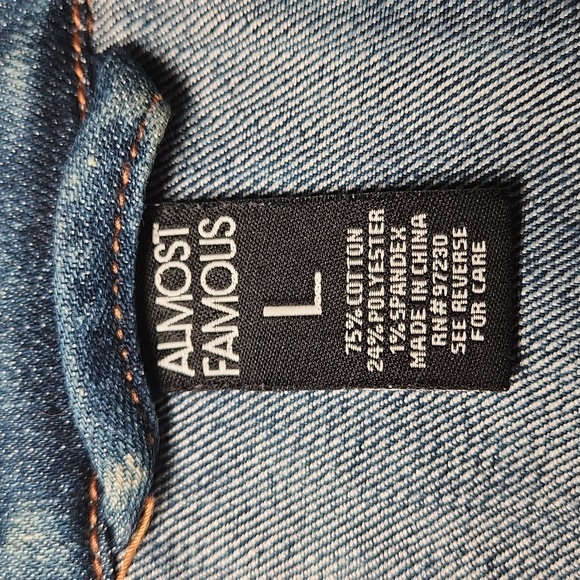 ALMOST
FAMOUS
L
75% COTTON
24% POLYESTER
1% SPANDEX
MADE IN CHINA
RN# 97230
SEE REVERSE
FOR CARE